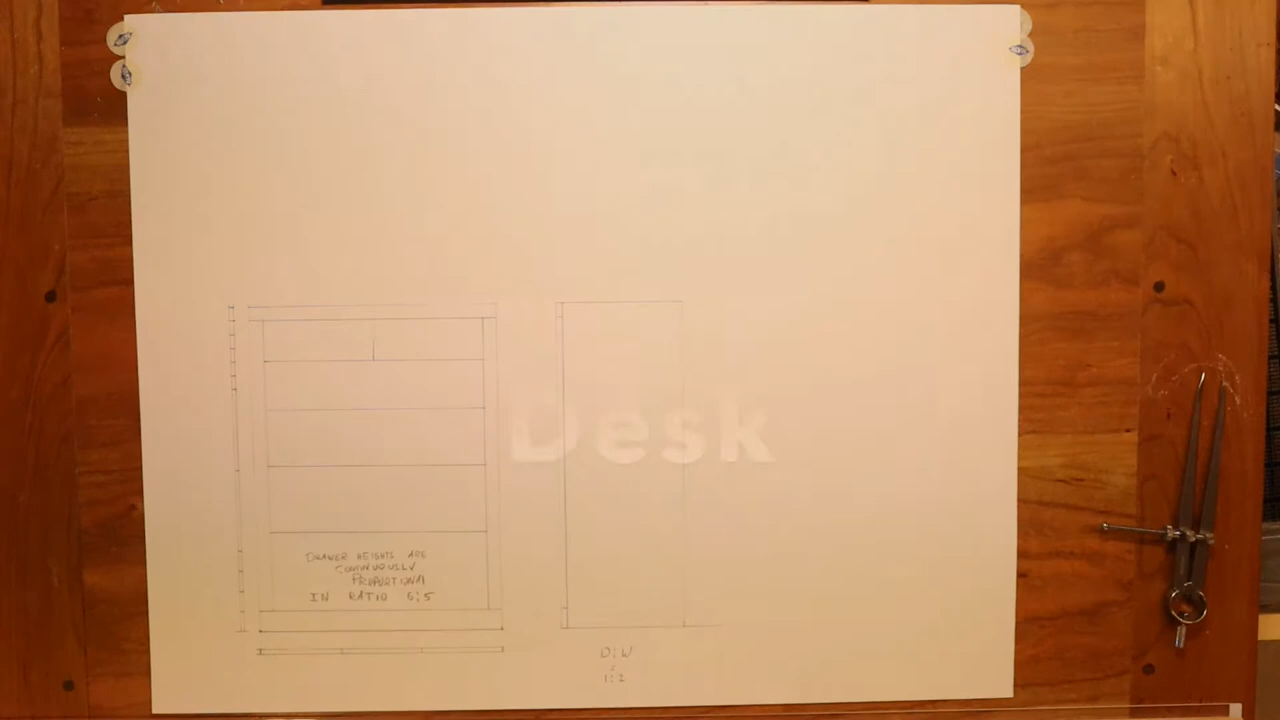 Desk
DRAWER HEIGHTS ARE
CONTINUOUSLY
PROPORTIONAL
IN RATIO 6:5
D:W
1:2